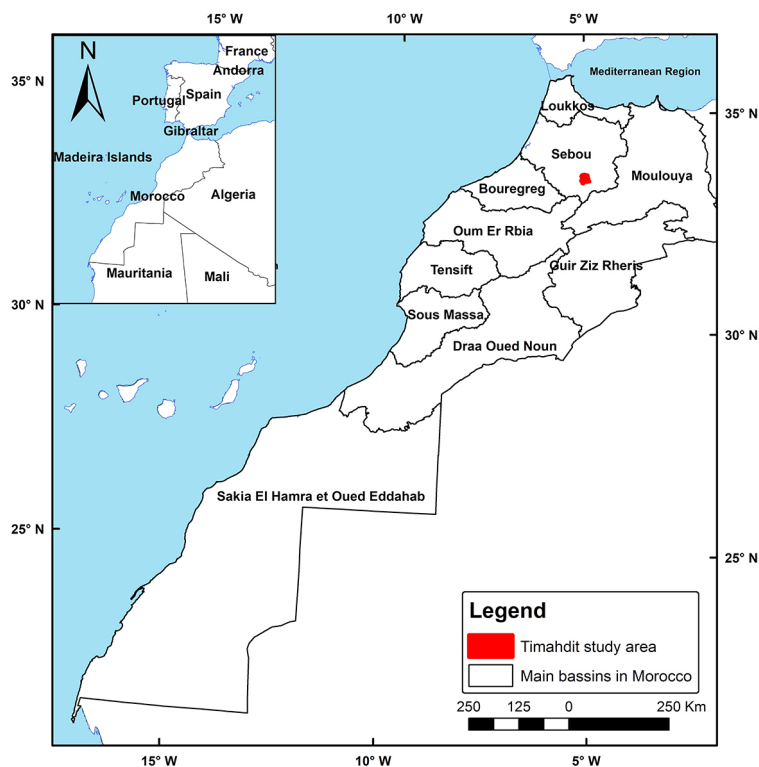 15° W
10° W
5° W
N
France
Andorra
Portugal
Spain
Gibraltar
Madeira Islands
Morocco
Algeria
Mauritania
Mali
Mediterranean Region
35° N
35° N
Loukkos
Sebou
Moulouya
Bouregreg
Oum Er Rbia
Tensift
Guir Ziz Rheris
30° N
30° N
Sous Massa
Draa Oued Noun
Sakia El Hamra et Oued Eddahab
25° N
25° N
Legend
Timahdit study area
Main bassins in Morocco
250 125 0 250 Km
15° W
10° W
5° W